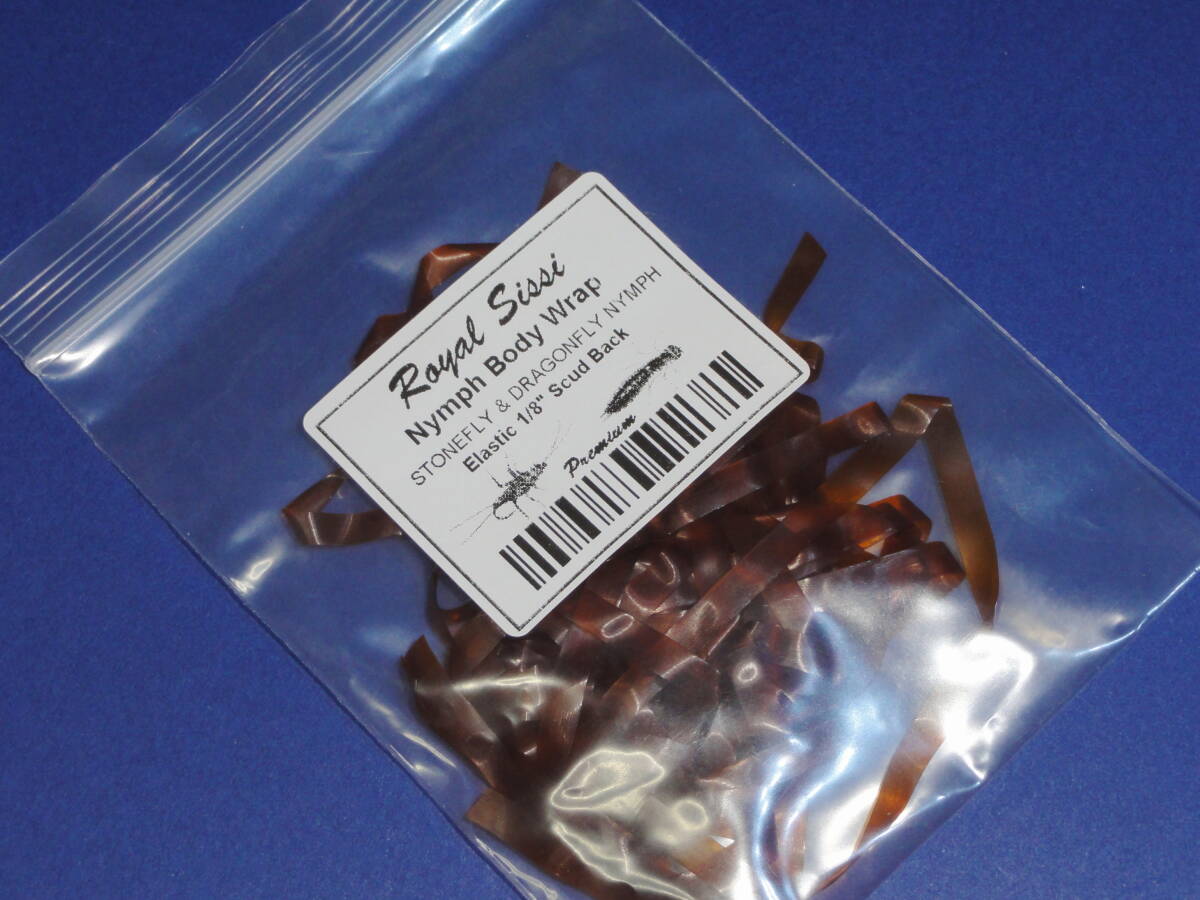 Royal Sissi
Nymph Body Wrap
STONEFLY & DRAGONFLY NYMPH
Elastic 1/8" Scud Back
Premium